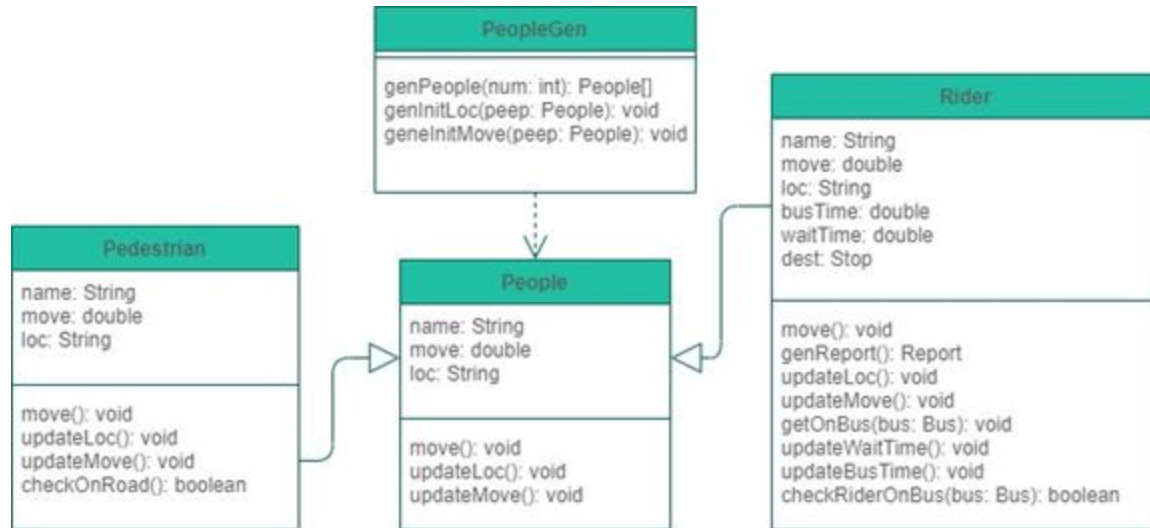 PeopleGen
genPeople(num: int): People[]
genInitLoc(peep: People): void
geneInitMove(peep: People): void
Rider
name: String
move: double
loc: String
busTime: double
waitTime: double
dest: Stop
move(): void
genReport(): Report
updateLoc(): void
updateMove(): void
getOnBus(bus: Bus): void
updateWaitTime(): void
updateBusTime(): void
checkRiderOnBus(bus: Bus): boolean
Pedestrian
name: String
move: double
loc: String
move(): void
updateLoc(): void
updateMove(): void
checkOnRoad(): boolean
People
name: String
move: double
loc: String
move(): void
updateLoc(): void
updateMove(): void